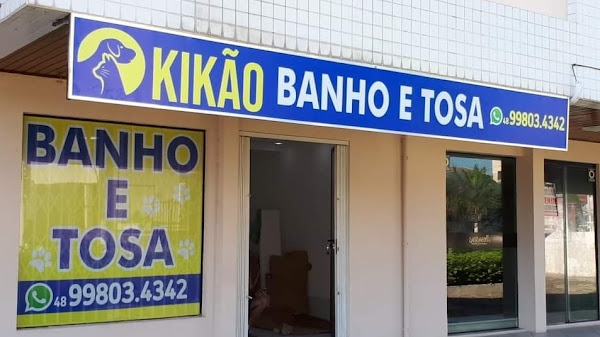 KIKÃO BANHO E TOSA 48 99803.4342
BANHO
E
TOSA
48 99803.4342